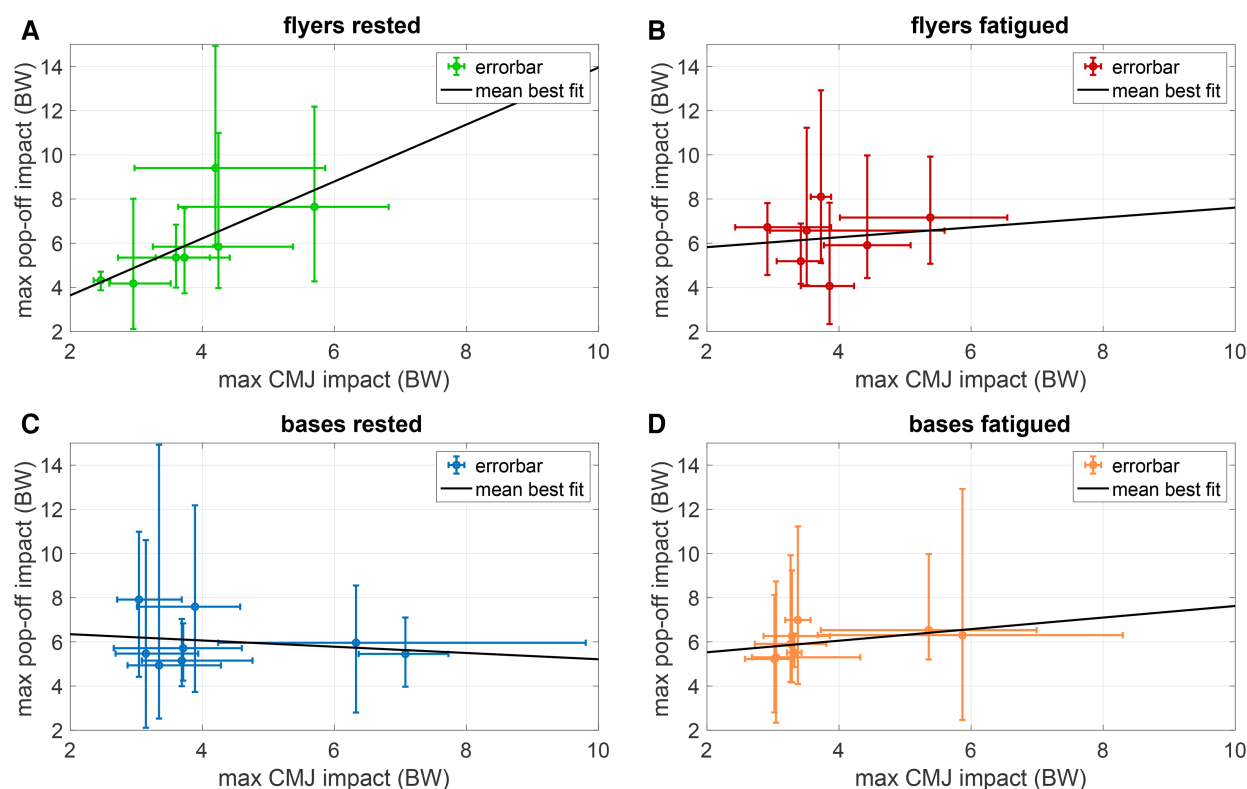 A
flyers rested
max pop-off impact (BW)
14
12
10
8
6
4
2
errorbar
mean best fit
2
4
6
8
10
max CMJ impact (BW)
B
flyers fatigued
max pop-off impact (BW)
14
12
10
8
6
4
2
errorbar
mean best fit
2
4
6
8
10
max CMJ impact (BW)
C
bases rested
max pop-off impact (BW)
14
12
10
8
6
4
2
errorbar
mean best fit
2
4
6
8
10
max CMJ impact (BW)
D
bases fatigued
max pop-off impact (BW)
14
12
10
8
6
4
2
errorbar
mean best fit
2
4
6
8
10
max CMJ impact (BW)